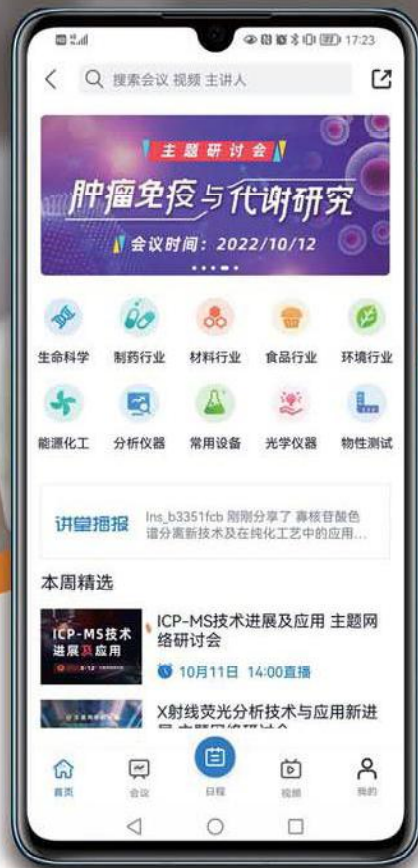 17:23
搜索会议 视频 主讲人
主题研讨会
肿瘤免疫与代谢研究
会议时间：2022/10/12
生命科学 制药行业 材料行业 食品行业 环境行业
能源化工 分析仪器 常用设备 光学仪器 物性测试
讲堂播报
Ins_b3351fcb 刚刚分享了 寡核苷酸色
谱分离新技术及在纯化工艺中的应用...
本周精选
ICP-MS技术
进展及应用
ICP-MS技术进展及应用 主题网
络研讨会
10月11日 14:00直播
X射线荧光分析技术与应用新进
展 主题网络研讨会
首页 会议 日程 视频 我的